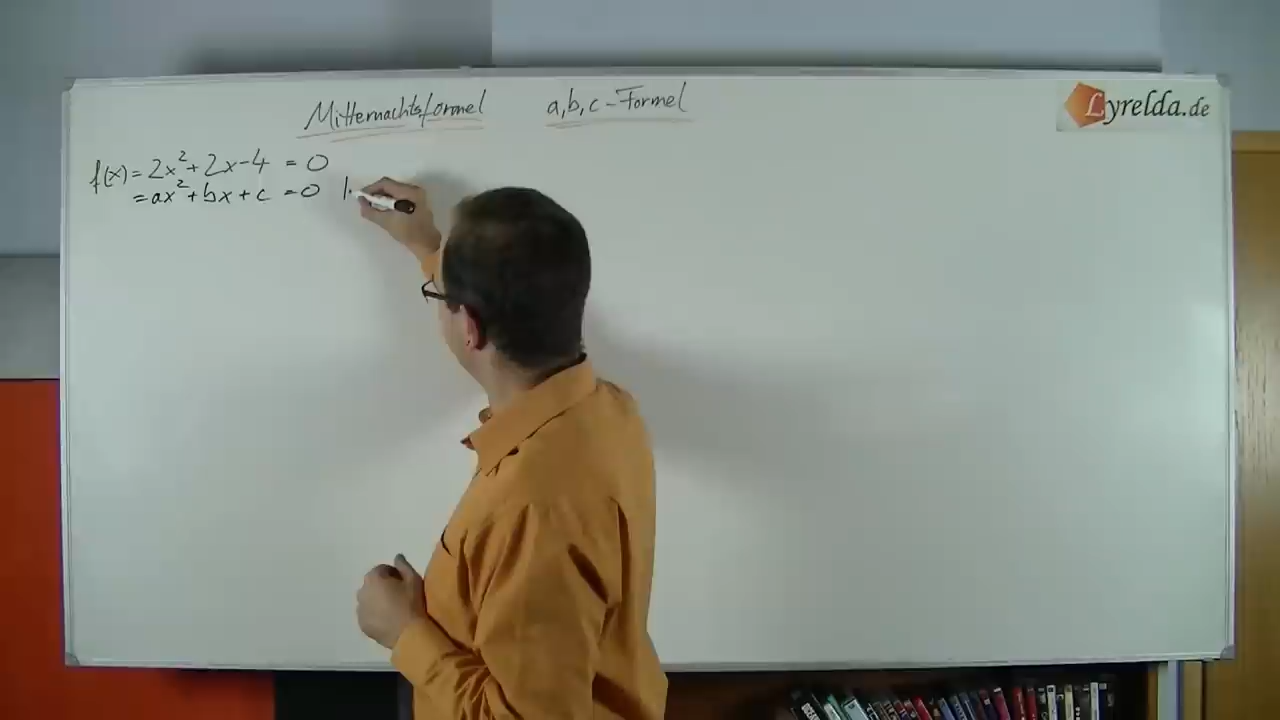 Mitternachtsformel a,b,c-Formel
Lyrelda.de
f(x) = 2x² + 2x - 4 = 0
= ax² + bx + c = 0 | ·